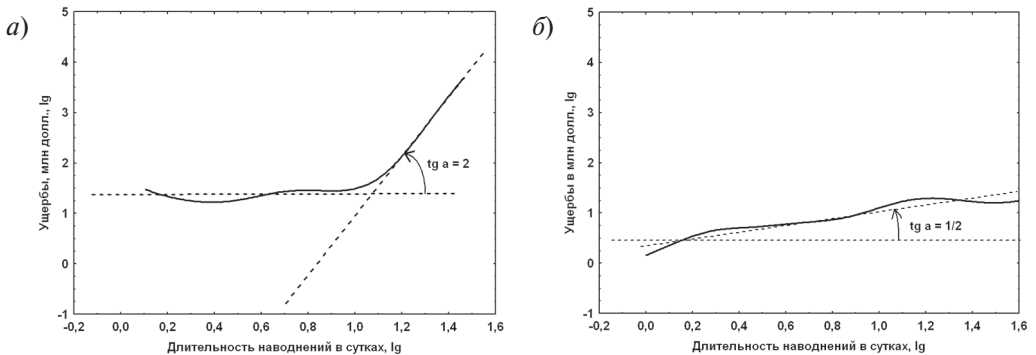 а)
Ущербы, млн долл., lg
5
4
3
2
1
0
-1
-0,2 0,0 0,2 0,4 0,6 0,8 1,0 1,2 1,4 1,6
Длительность наводнений в сутках, lg
tg a = 2
б)
Ущербы в млн долл., lg
5
4
3
2
1
0
-1
-0,2 0,0 0,2 0,4 0,6 0,8 1,0 1,2 1,4 1,6
Длительность наводнений в сутках, lg
tg a = 1/2